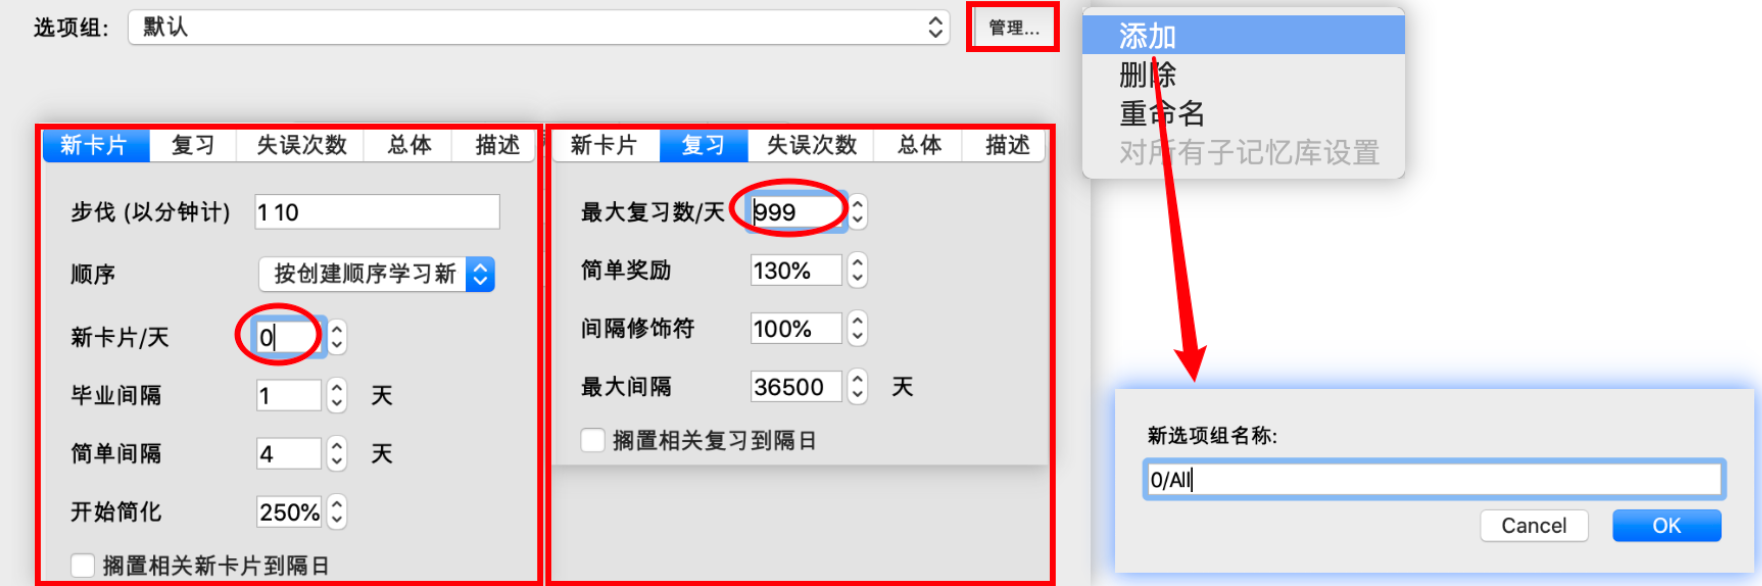 选项组: 默认 管理...
新卡片 复习 失误次数 总体 描述
步伐 (以分钟计) 1 10
顺序 按创建顺序学习新
新卡片/天 0
毕业间隔 1 天
简单间隔 4 天
开始简化 250%
搁置相关新卡片到隔日
新卡片 复习 失误次数 总体 描述
最大复习数/天 999
简单奖励 130%
间隔修饰符 100%
最大间隔 36500 天
搁置相关复习到隔日
添加
删除
重命名
对所有子记忆库设置
新选项组名称:
0/All
Cancel OK